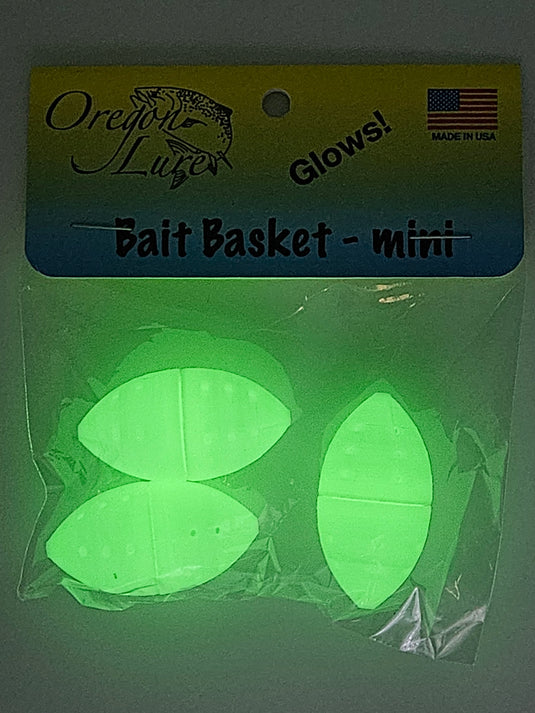 Oregon
Lure
Glows!
MADE IN USA
Bait Basket - mini